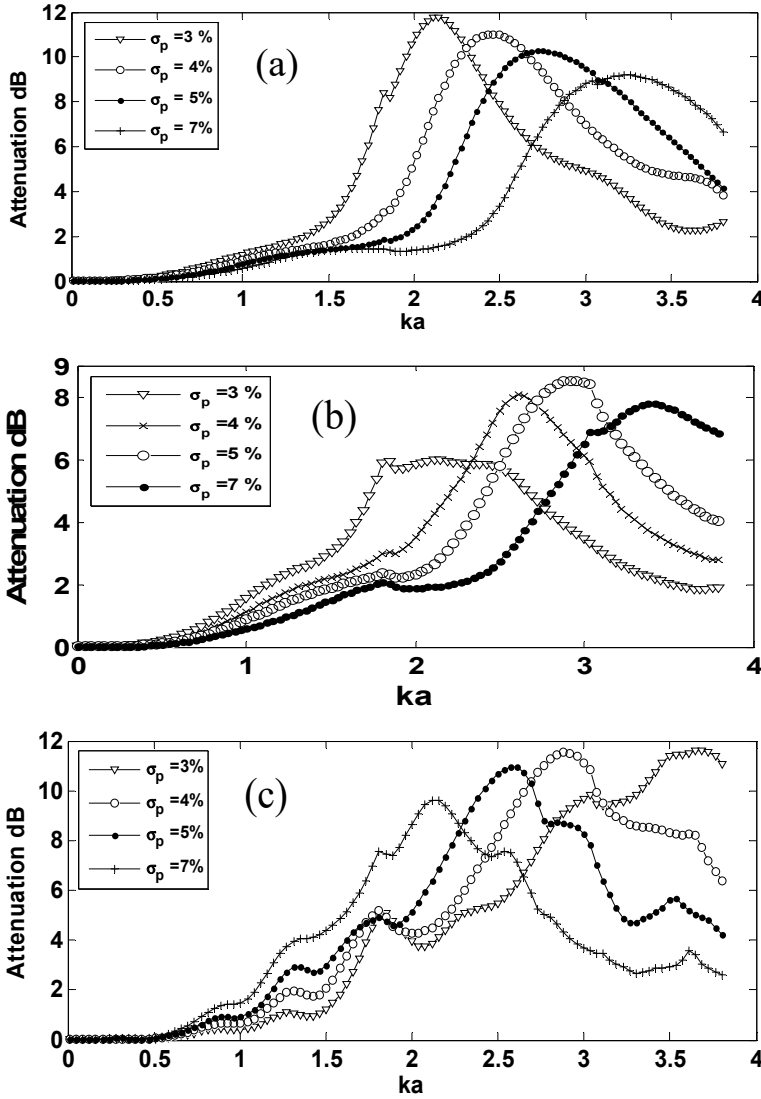 (a)
σp =3 %
σp = 4%
σp = 5%
σp = 7%
Attenuation dB
12
10
8
6
4
2
0
0 0.5 1 1.5 2 2.5 3 3.5 4
ka
(b)
σp =3 %
σp =4 %
σp =5 %
σp =7 %
Attenuation dB
9
8
6
4
2
0
0 1 2 3 4
ka
(c)
σp =3%
σp =4%
σp =5%
σp =7%
Attenuation dB
12
10
8
6
4
2
0
0 0.5 1 1.5 2 2.5 3 3.5 4
ka